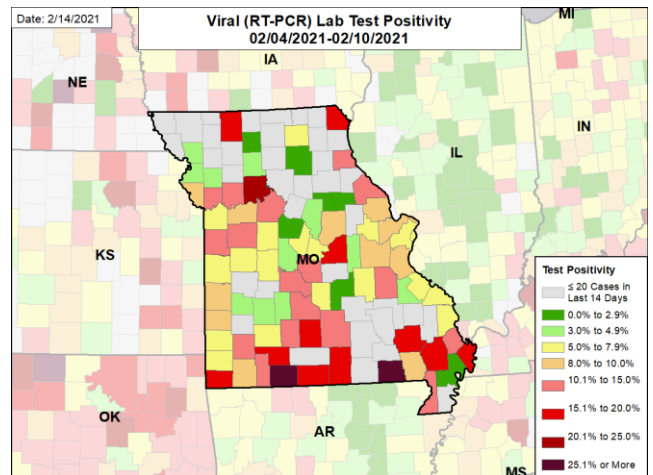 Date: 2/14/2021
Viral (RT-PCR) Lab Test Positivity
02/04/2021-02/10/2021
MI
IA
NE
IL
IN
KS
MO
Test Positivity
≤ 20 Cases in
Last 14 Days
0.0% to 2.9%
3.0% to 4.9%
5.0% to 7.9%
8.0% to 10.0%
10.1% to 15.0%
15.1% to 20.0%
20.1% to 25.0%
25.1% or More
OK
AR
MS